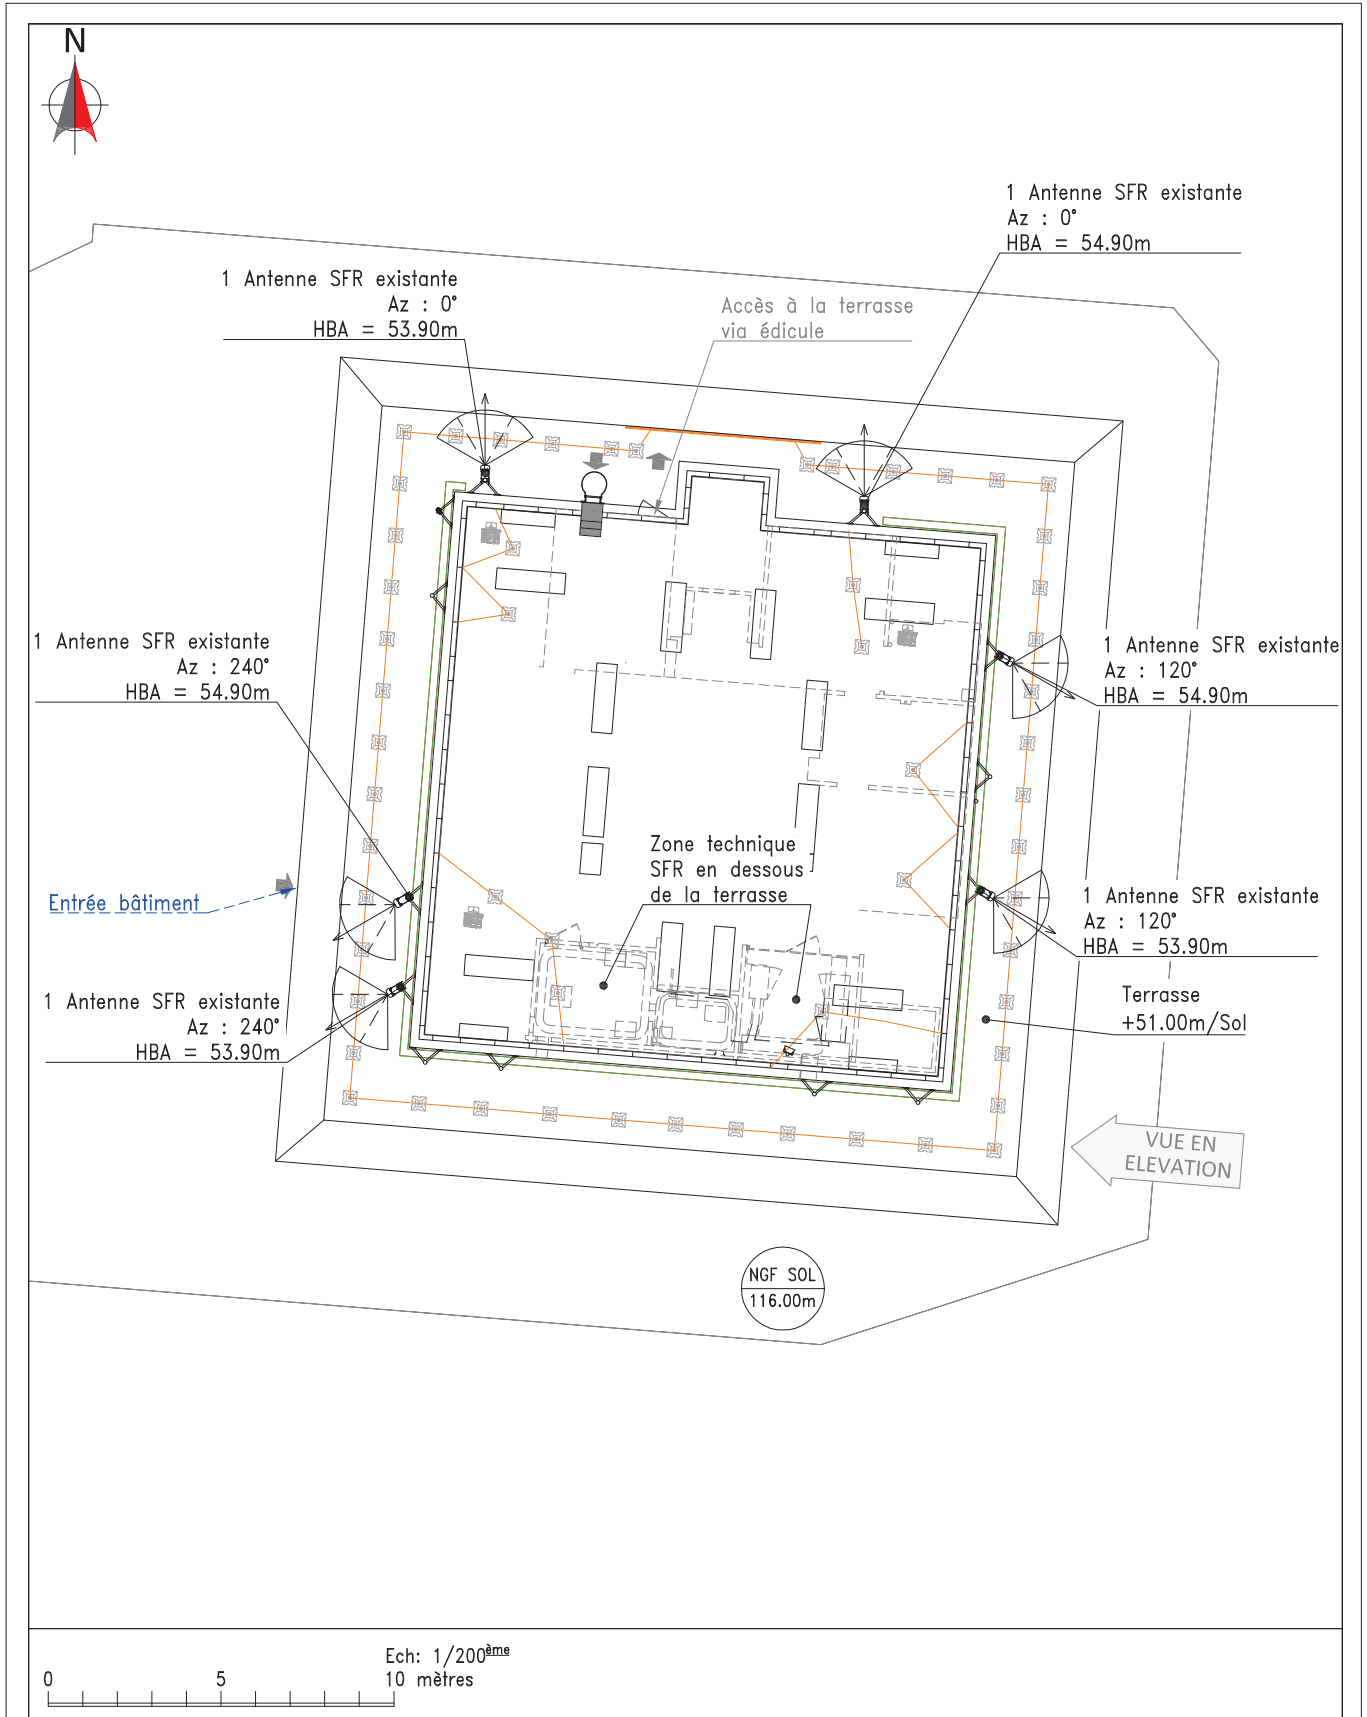 N
1 Antenne SFR existante
Az : 0°
HBA = 54.90m
1 Antenne SFR existante
Az : 0°
HBA = 53.90m
Accès à la terrasse
via édicule
1 Antenne SFR existante
Az : 240°
HBA = 54.90m
1 Antenne SFR existante
Az : 120°
HBA = 54.90m
Zone technique
SFR en dessous
de la terrasse
Entrée bâtiment
1 Antenne SFR existante
Az : 120°
HBA = 53.90m
1 Antenne SFR existante
Az : 240°
HBA = 53.90m
Terrasse
+51.00m/Sol
VUE EN
ELEVATION
NGF SOL
116.00m
Ech: 1/200ème
0 5 10 mètres